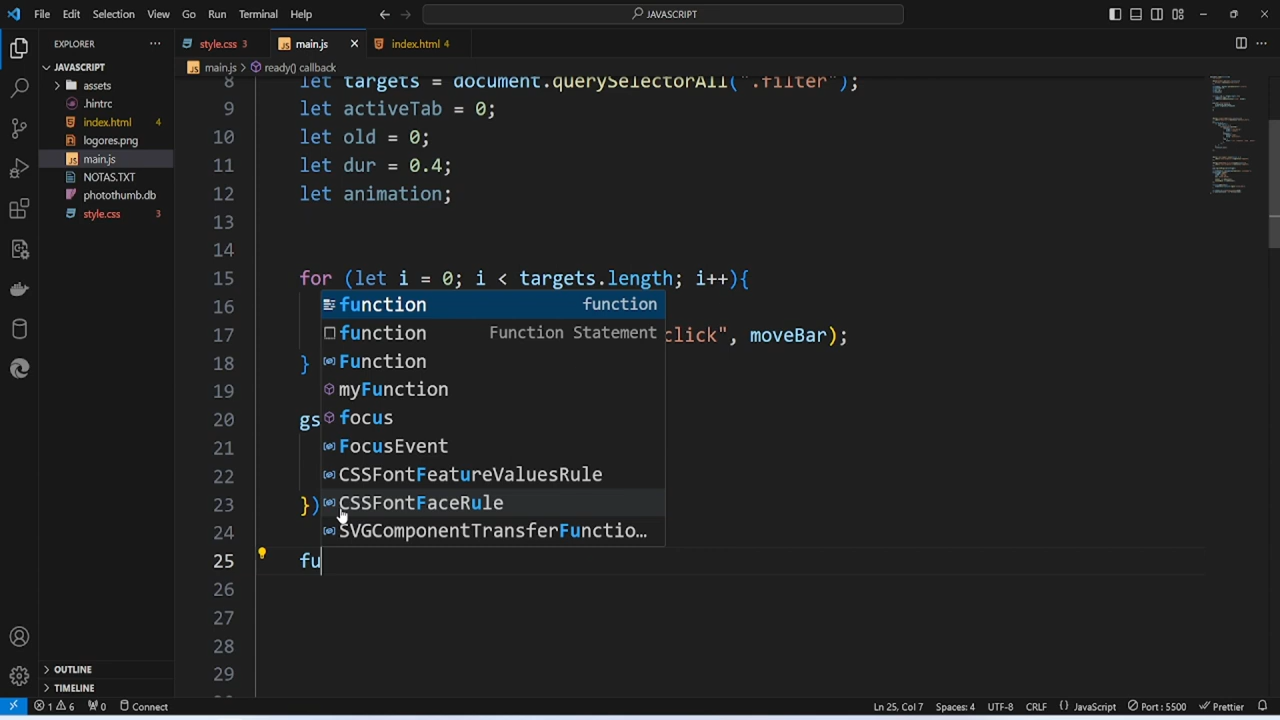 File Edit Selection View Go Run Terminal Help JAVASCRIPT
EXPLORER style.css 3 main.js index.html 4
JAVASCRIPT
main.js > ready() callback
assets
.hintrc
index.html 4
logores.png
main.js
NOTAS.TXT
photothumb.db
style.css 3
OUTLINE
TIMELINE
8 let targets = document.querySelectorAll(".filter");
9 let activeTab = 0;
10 let old = 0;
11 let dur = 0.4;
12 let animation;
13
14
15 for (let i = 0; i < targets.length; i++){
16
17 click", moveBar);
18 }
19
20 gs
21
22
23 })
24
25 fu
26
27
28
29
function function
function Function Statement
Function
myFunction
focus
FocusEvent
CSSFontFeatureValuesRule
CSSFontFaceRule
SVGComponentTransferFunctio…
1 6 0 Connect Ln 25, Col 7 Spaces: 4 UTF-8 CRLF {} JavaScript Port : 5500 Prettier